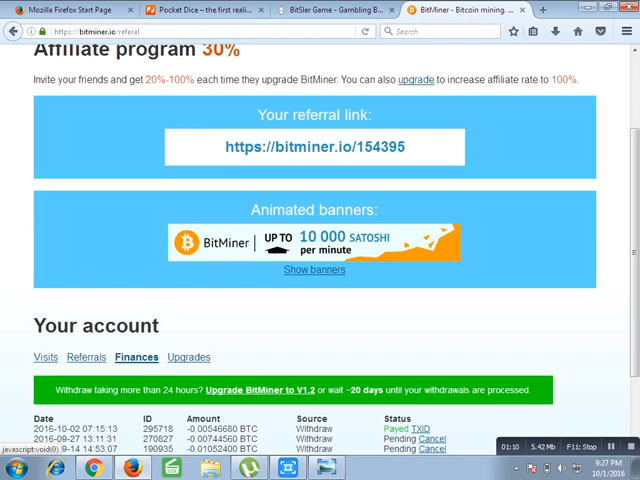 Mozilla Firefox Start Page
Pocket Dice – the first reali...
BitSler Game - Gambling B...
BitMiner - Bitcoin mining. ...
https://bitminer.io/referal
Search
Affiliate program 30%
Invite your friends and get 20%-100% each time they upgrade BitMiner. You can also upgrade to increase affiliate rate to 100%.
Your referral link:
https://bitminer.io/154395
Animated banners:
BitMiner UP TO 10 000 SATOSHI
per minute
Show banners
Your account
Visits Referrals Finances Upgrades
Withdraw taking more than 24 hours? Upgrade BitMiner to V1.2 or wait ~20 days until your withdrawals are processed.
Date ID Amount Source Status
2016-10-02 07:15:13 295718 -0.00546680 BTC Withdraw Payed TXID
2016-09-27 13:11:31 270827 -0.00744560 BTC Withdraw Pending Cancel
-09-14 14:53:07 190935 -0.01052400 BTC Withdraw Pending Cancel
javascript:void(0)
01:10 5.42 Mb F11: Stop
9:27 PM
10/1/2016